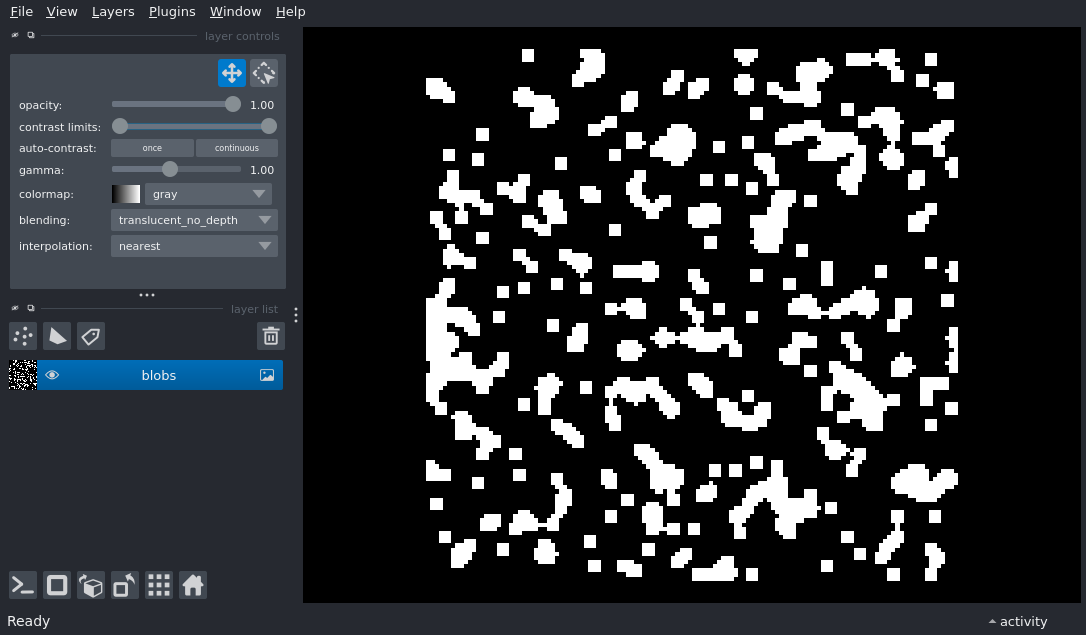 File View Layers Plugins Window Help
layer controls
opacity: 1.00
contrast limits:
auto-contrast: once continuous
gamma: 1.00
colormap: gray
blending: translucent_no_depth
interpolation: nearest
layer list
blobs
Ready activity